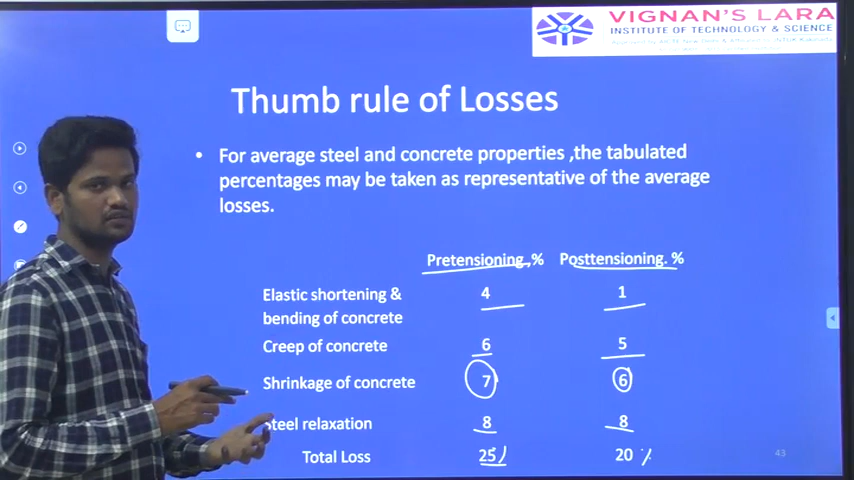 VIGNAN'S LARA
INSTITUTE OF TECHNOLOGY & SCIENCE
Thumb rule of Losses
• For average steel and concrete properties ,the tabulated
percentages may be taken as representative of the average
losses.
Pretensioning.,% Posttensioning. %
Elastic shortening & 4 1
bending of concrete
Creep of concrete 6 5
Shrinkage of concrete 7 6
steel relaxation 8 8
Total Loss 25% 20 %
43